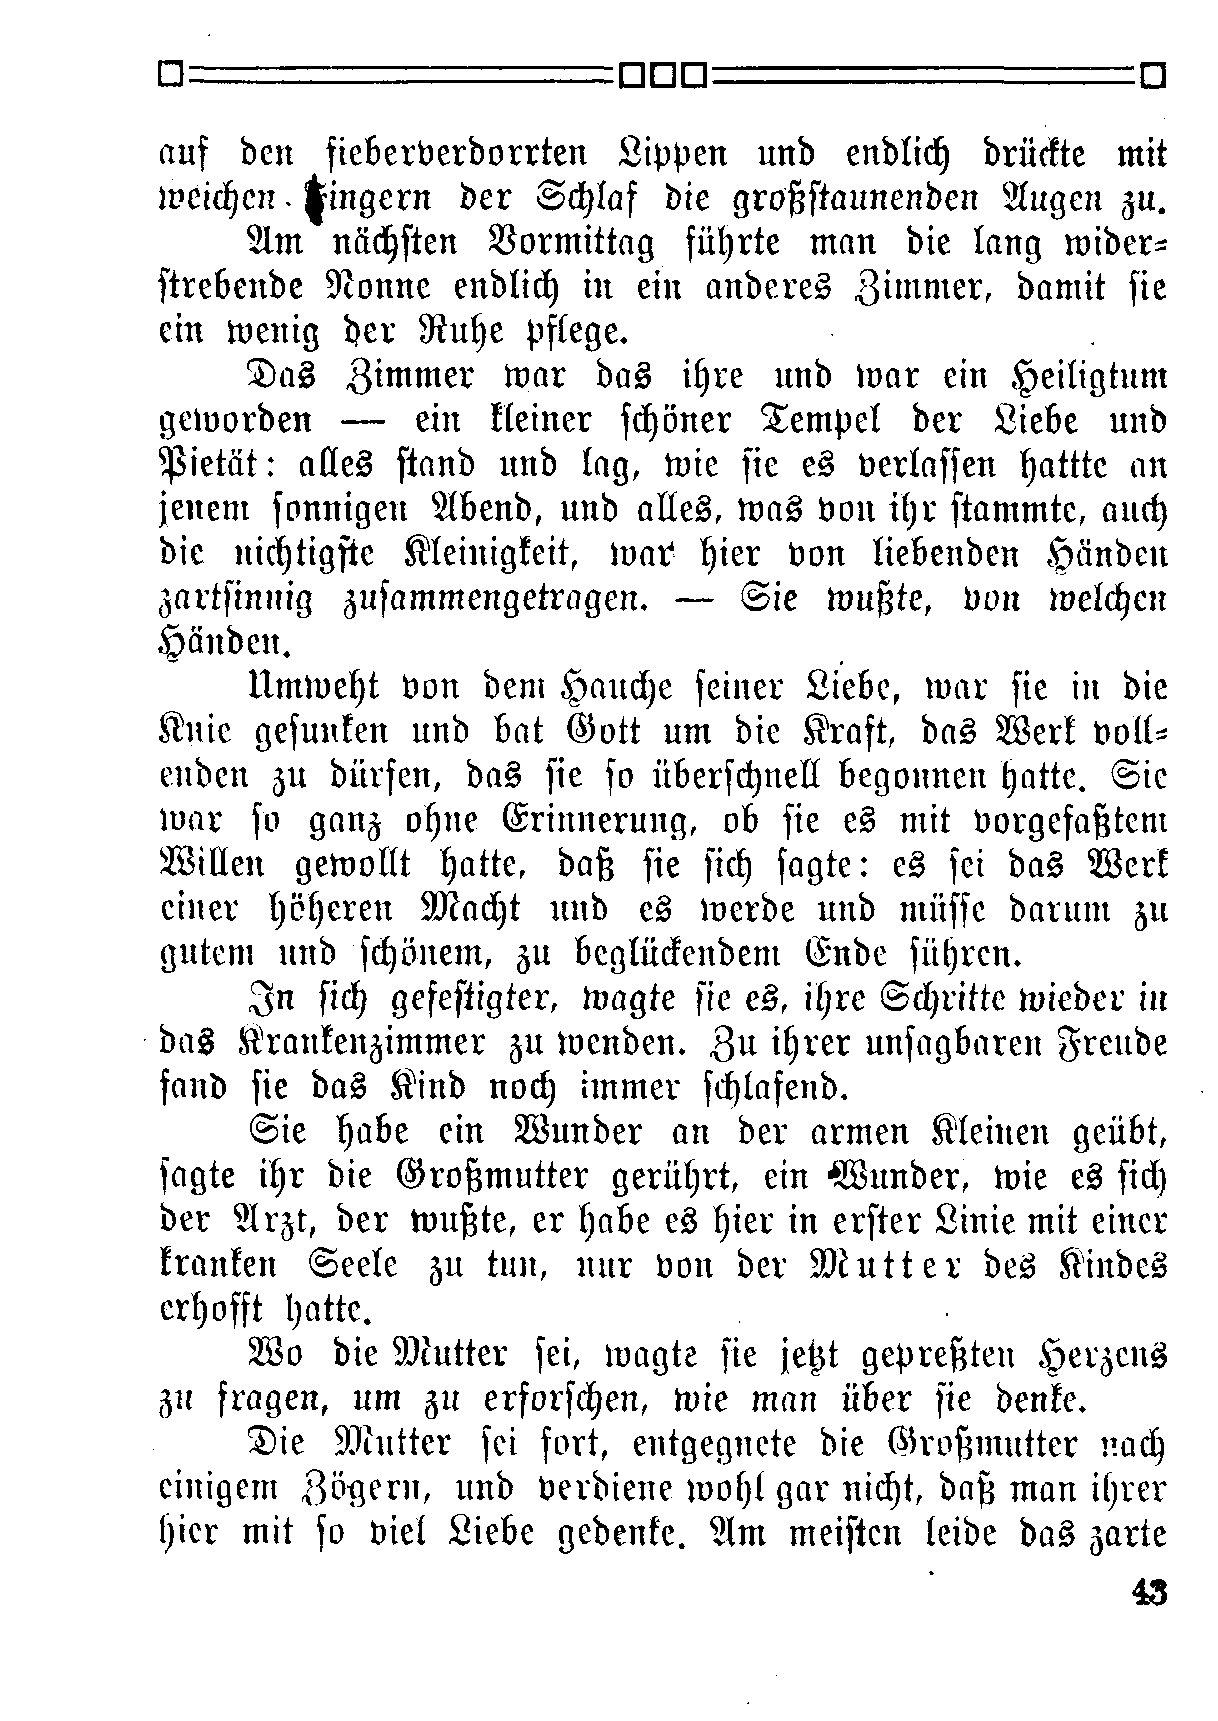 auf den fieberverdorrten Lippen und endlich drückte mit
weichen Fingern der Schlaf die großstaunenden Augen zu.
Am nächsten Vormittag führte man die lang wider-
strebende Nonne endlich in ein anderes Zimmer, damit sie
ein wenig der Ruhe pflege.
Das Zimmer war das ihre und war ein Heiligtum
geworden — ein kleiner schöner Tempel der Liebe und
Pietät: alles stand und lag, wie sie es verlassen hattte an
jenem sonnigen Abend, und alles, was von ihr stammte, auch
die nichtigste Kleinigkeit, war hier von liebenden Händen
zartsinnig zusammengetragen. — Sie wußte, von welchen
Händen.
Umweht von dem Hauche seiner Liebe, war sie in die
Knie gesunken und bat Gott um die Kraft, das Werk voll-
enden zu dürfen, das sie so überschnell begonnen hatte. Sie
war so ganz ohne Erinnerung, ob sie es mit vorgefaßtem
Willen gewollt hatte, daß sie sich sagte: es sei das Werk
einer höheren Macht und es werde und müsse darum zu
gutem und schönem, zu beglückendem Ende führen.
In sich gefestigter, wagte sie es, ihre Schritte wieder in
das Krankenzimmer zu wenden. Zu ihrer unsagbaren Freude
fand sie das Kind noch immer schlafend.
Sie habe ein Wunder an der armen Kleinen geübt,
sagte ihr die Großmutter gerührt, ein Wunder, wie es sich
der Arzt, der wußte, er habe es hier in erster Linie mit einer
kranken Seele zu tun, nur von der Mutter des Kindes
erhofft hatte.
Wo die Mutter sei, wagte sie jetzt gepreßten Herzens
zu fragen, um zu erforschen, wie man über sie denke.
Die Mutter sei fort, entgegnete die Großmutter nach
einigem Zögern, und verdiene wohl gar nicht, daß man ihrer
hier mit so viel Liebe gedenke. Am meisten leide das zarte
43